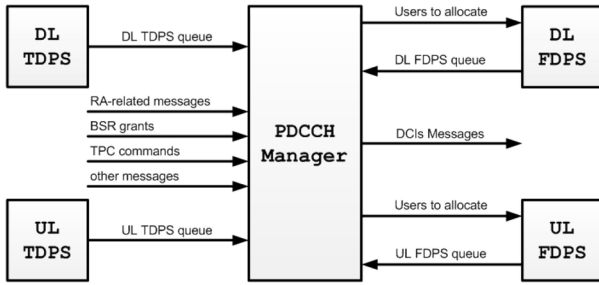 DL
TDPS
DL TDPS queue
RA-related messages
BSR grants
TPC commands
other messages
UL
TDPS
UL TDPS queue
PDCCH
Manager
Users to allocate
DL FDPS queue
DL
FDPS
DCIs Messages
Users to allocate
UL FDPS queue
UL
FDPS